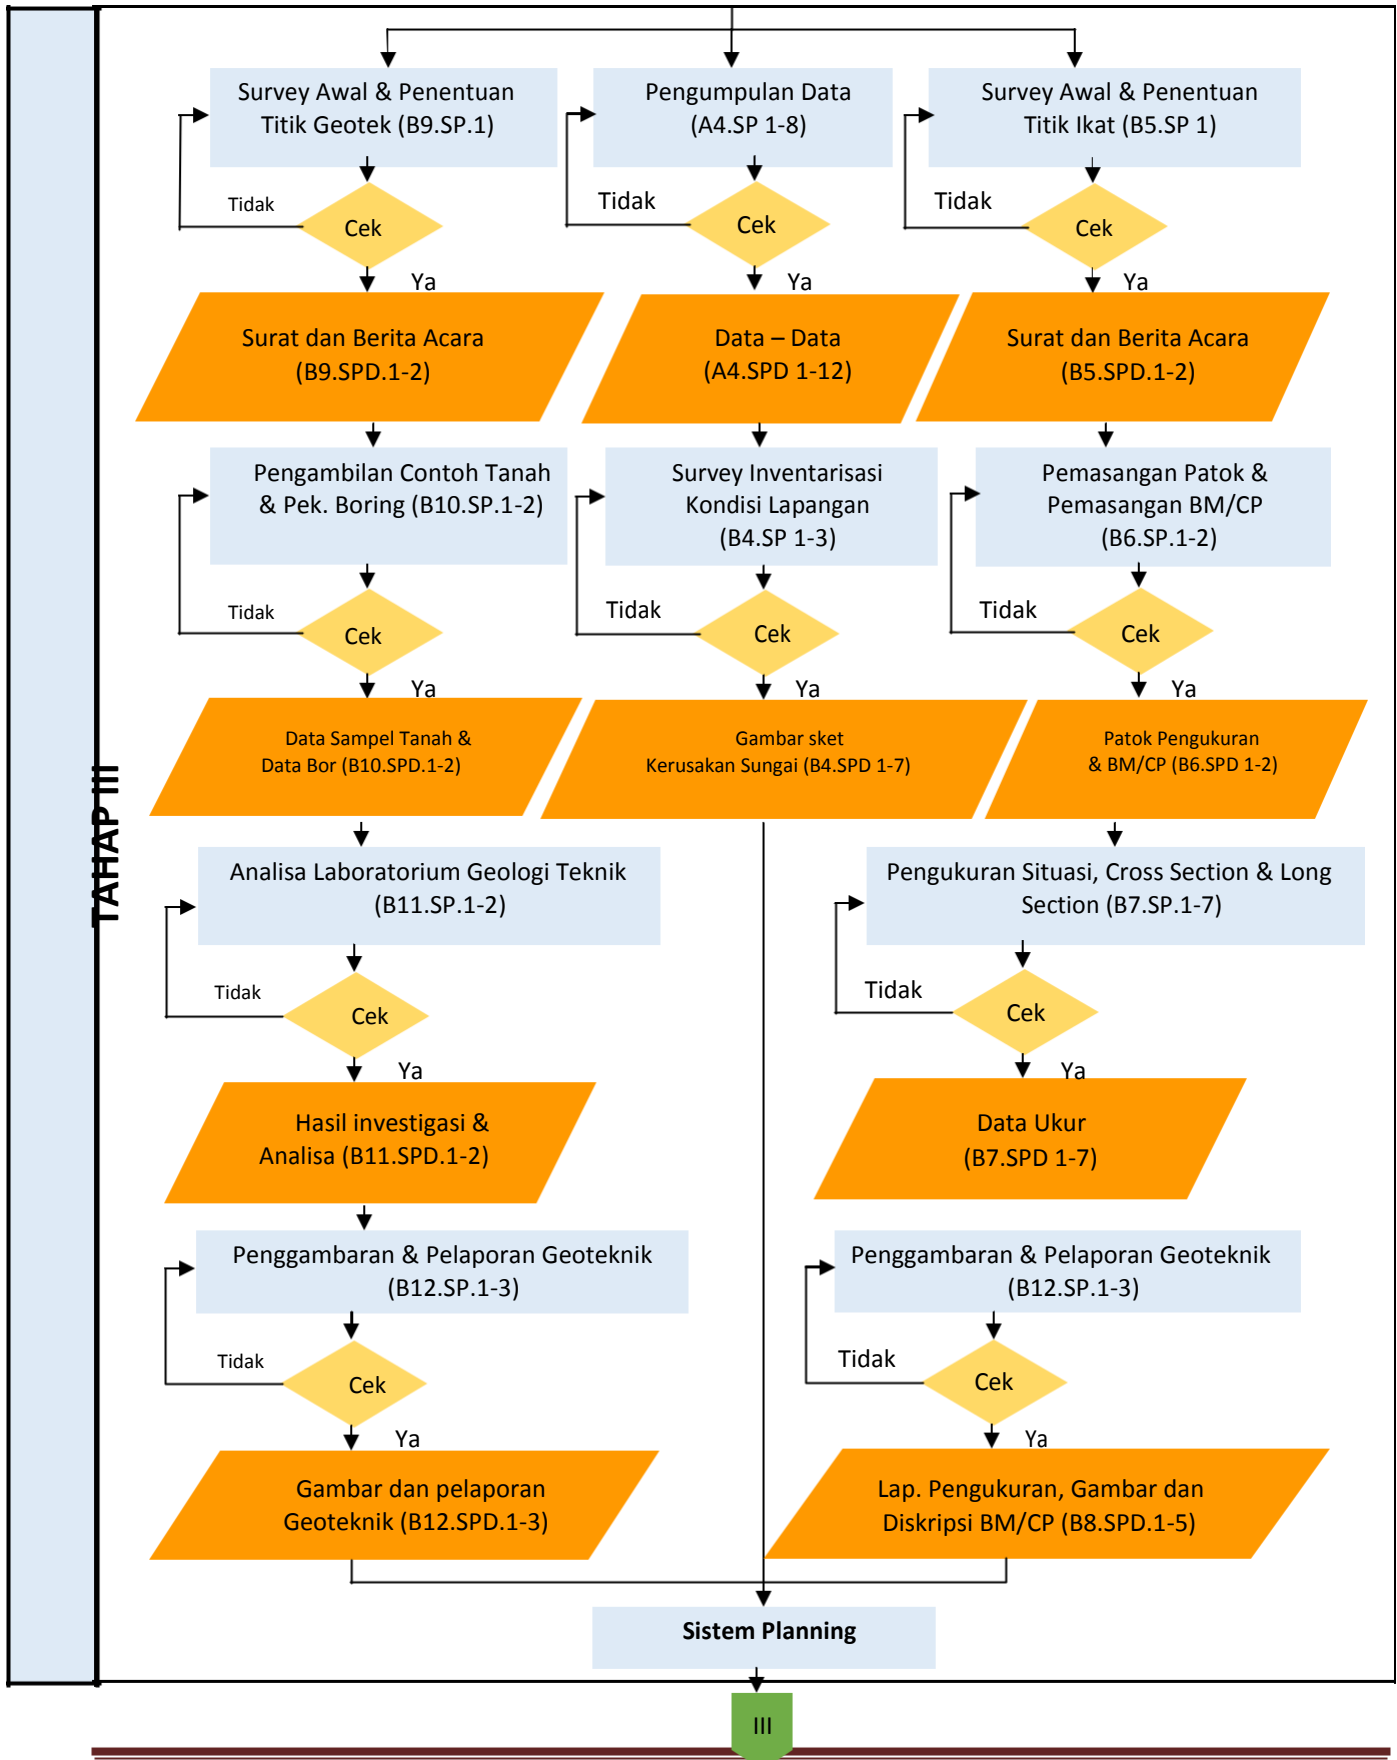 TAHAP III
Survey Awal & Penentuan
Titik Geotek (B9.SP.1)
Pengumpulan Data
(A4.SP 1-8)
Survey Awal & Penentuan
Titik Ikat (B5.SP 1)
Tidak
Cek
Ya
Tidak
Cek
Ya
Tidak
Cek
Ya
Surat dan Berita Acara
(B9.SPD.1-2)
Data – Data
(A4.SPD 1-12)
Surat dan Berita Acara
(B5.SPD.1-2)
Pengambilan Contoh Tanah
& Pek. Boring (B10.SP.1-2)
Survey Inventarisasi
Kondisi Lapangan
(B4.SP 1-3)
Pemasangan Patok &
Pemasangan BM/CP
(B6.SP.1-2)
Tidak
Cek
Ya
Tidak
Cek
Ya
Tidak
Cek
Ya
Data Sampel Tanah &
Data Bor (B10.SPD.1-2)
Gambar sket
Kerusakan Sungai (B4.SPD 1-7)
Patok Pengukuran
& BM/CP (B6.SPD 1-2)
Analisa Laboratorium Geologi Teknik
(B11.SP.1-2)
Pengukuran Situasi, Cross Section & Long
Section (B7.SP.1-7)
Tidak
Cek
Ya
Tidak
Cek
Ya
Hasil investigasi &
Analisa (B11.SPD.1-2)
Data Ukur
(B7.SPD 1-7)
Penggambaran & Pelaporan Geoteknik
(B12.SP.1-3)
Penggambaran & Pelaporan Geoteknik
(B12.SP.1-3)
Tidak
Cek
Ya
Tidak
Cek
Ya
Gambar dan pelaporan
Geoteknik (B12.SPD.1-3)
Lap. Pengukuran, Gambar dan
Diskripsi BM/CP (B8.SPD.1-5)
Sistem Planning
III